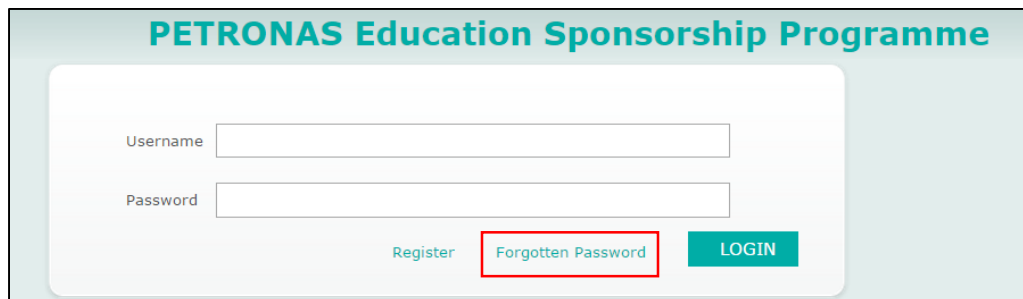 PETRONAS Education Sponsorship Programme
Username
Password
Register Forgotten Password LOGIN